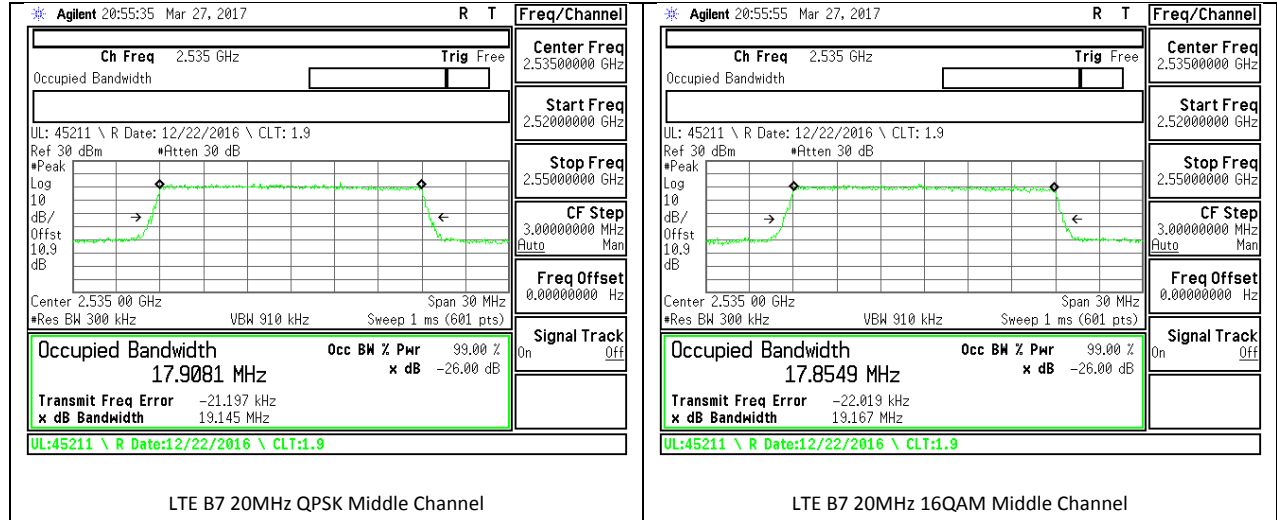 Agilent 20:55:35 Mar 27, 2017 R T
Freq/Channel
Ch Freq 2.535 GHz Trig Free
Occupied Bandwidth
Center Freq
2.53500000 GHz
Start Freq
2.52000000 GHz
UL: 45211 \ R Date: 12/22/2016 \ CLT: 1.9
Ref 30 dBm #Atten 30 dB
#Peak
Log
10
dB/
Offst
10.9
dB
Stop Freq
2.55000000 GHz
CF Step
3.00000000 MHz
Auto Man
Freq Offset
0.00000000 Hz
Center 2.535 00 GHz Span 30 MHz
#Res BW 300 kHz VBW 910 kHz Sweep 1 ms (601 pts)
Signal Track
On Off
Occupied Bandwidth Occ BW % Pwr 99.00 %
17.9081 MHz x dB -26.00 dB
Transmit Freq Error -21.197 kHz
x dB Bandwidth 19.145 MHz
UL:45211 \ R Date:12/22/2016 \ CLT:1.9
LTE B7 20MHz QPSK Middle Channel
Agilent 20:55:55 Mar 27, 2017 R T
Freq/Channel
Ch Freq 2.535 GHz Trig Free
Occupied Bandwidth
Center Freq
2.53500000 GHz
Start Freq
2.52000000 GHz
UL: 45211 \ R Date: 12/22/2016 \ CLT: 1.9
Ref 30 dBm #Atten 30 dB
#Peak
Log
10
dB/
Offst
10.9
dB
Stop Freq
2.55000000 GHz
CF Step
3.00000000 MHz
Auto Man
Freq Offset
0.00000000 Hz
Center 2.535 00 GHz Span 30 MHz
#Res BW 300 kHz VBW 910 kHz Sweep 1 ms (601 pts)
Signal Track
On Off
Occupied Bandwidth Occ BW % Pwr 99.00 %
17.8549 MHz x dB -26.00 dB
Transmit Freq Error -22.019 kHz
x dB Bandwidth 19.167 MHz
UL:45211 \ R Date:12/22/2016 \ CLT:1.9
LTE B7 20MHz 16QAM Middle Channel